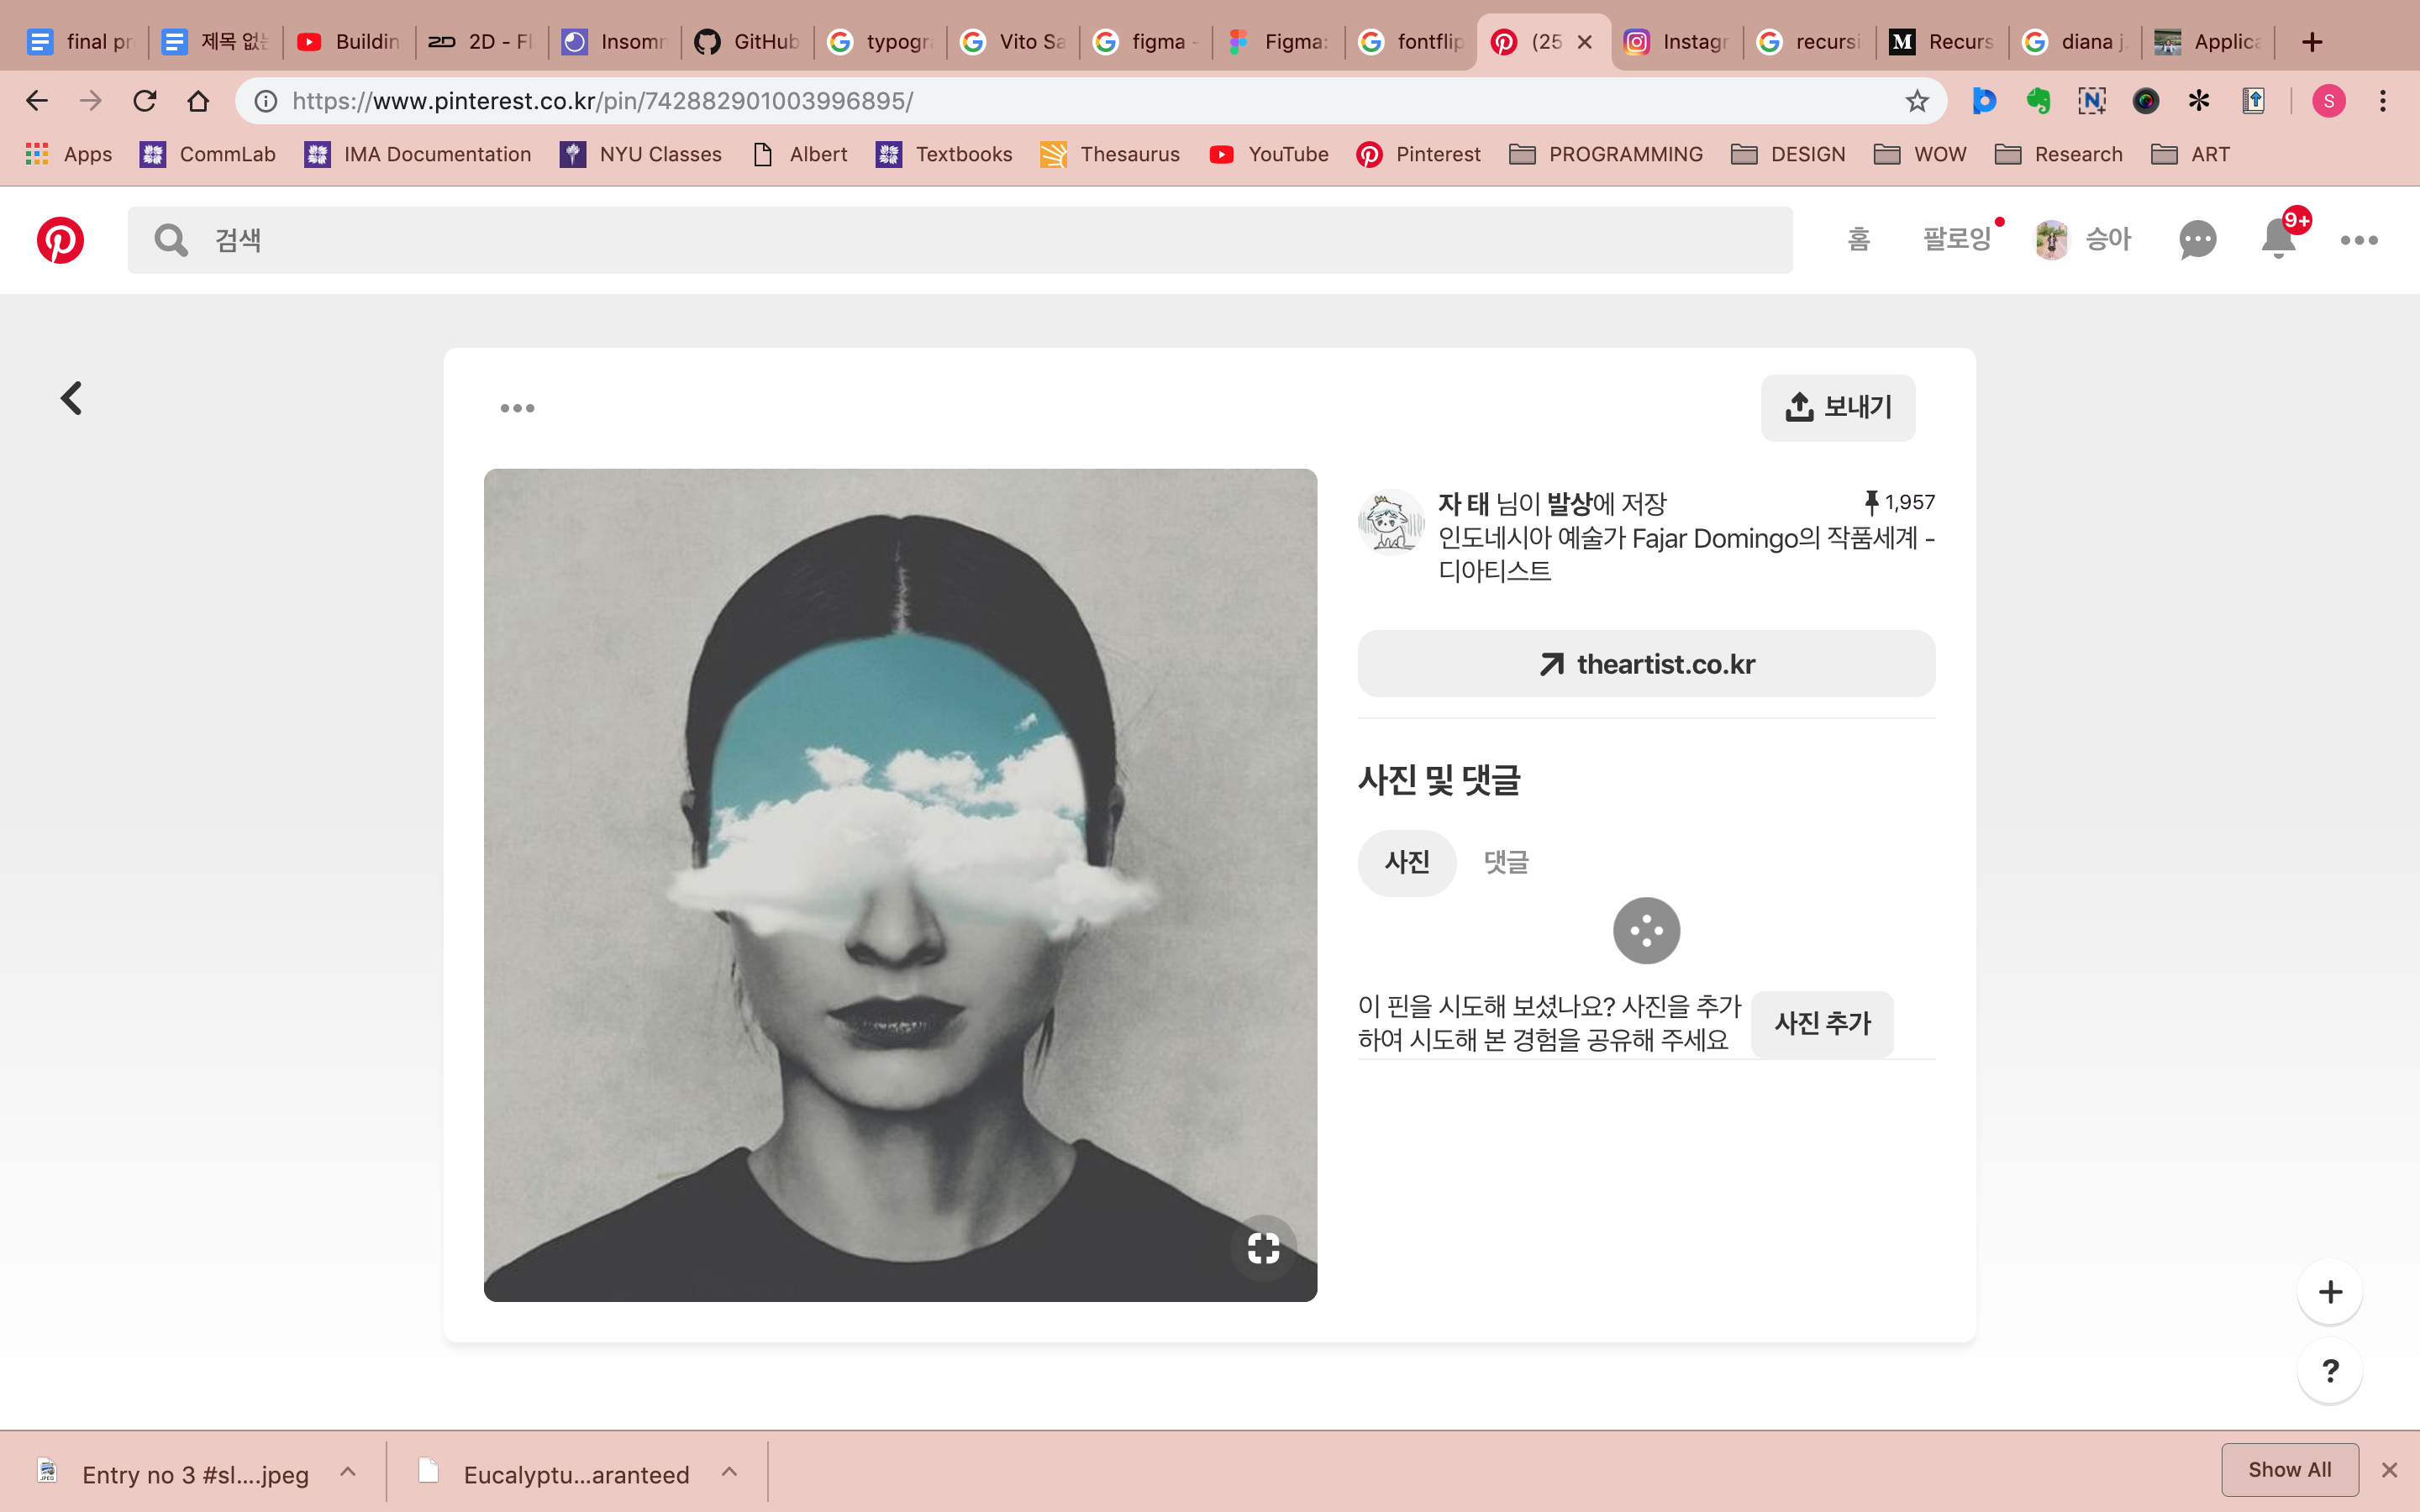 final pr
제목 없는
Buildin
2D - Fl
Insomn
GitHub
typogra
Vito Sa
figma -
Figma:
fontflip
(25
Instagr
recursi
Recurs
diana j
Applica
https://www.pinterest.co.kr/pin/742882901003996895/
S
Apps
CommLab
IMA Documentation
NYU Classes
Albert
Textbooks
Thesaurus
YouTube
Pinterest
PROGRAMMING
DESIGN
WOW
Research
ART
검색
홈
팔로잉
승아
9+
보내기
자 태 님이 발상에 저장
1,957
인도네시아 예술가 Fajar Domingo의 작품세계 -
디아티스트
theartist.co.kr
사진 및 댓글
사진
댓글
이 핀을 시도해 보셨나요? 사진을 추가
하여 시도해 본 경험을 공유해 주세요
사진 추가
?
Entry no 3 #sl....jpeg
Eucalyptu...aranteed
Show All